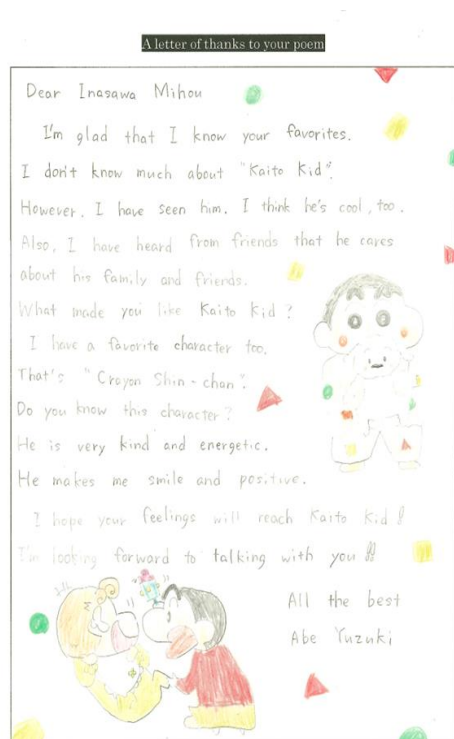 A letter of thanks to your poem
Dear Inasawa Mihou
I'm glad that I know your favorites.
I don't know much about "Kaito Kid".
However, I have seen him. I think he's cool, too.
Also, I have heard from friends that he cares
about his family and friends.
What made you like Kaito Kid?
I have a favorite character too.
That's "Crayon Shin-chan".
Do you know this character?
He is very kind and energetic.
He makes me smile and positive.
I hope your feelings will reach Kaito Kid!
I'm looking forward to talking with you!!
All the best
Abe Yuzuki